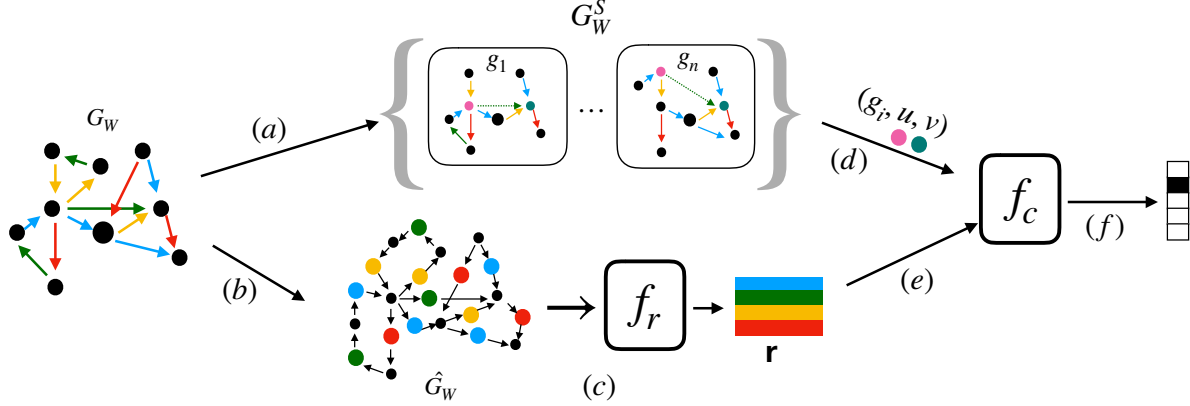 G_W^S
g_1
g_n
...
G_W
(a)
(g_i, u, v)
(d)
f_c
(f)
(b)
(e)
f_r
r
Ĝ_W
(c)